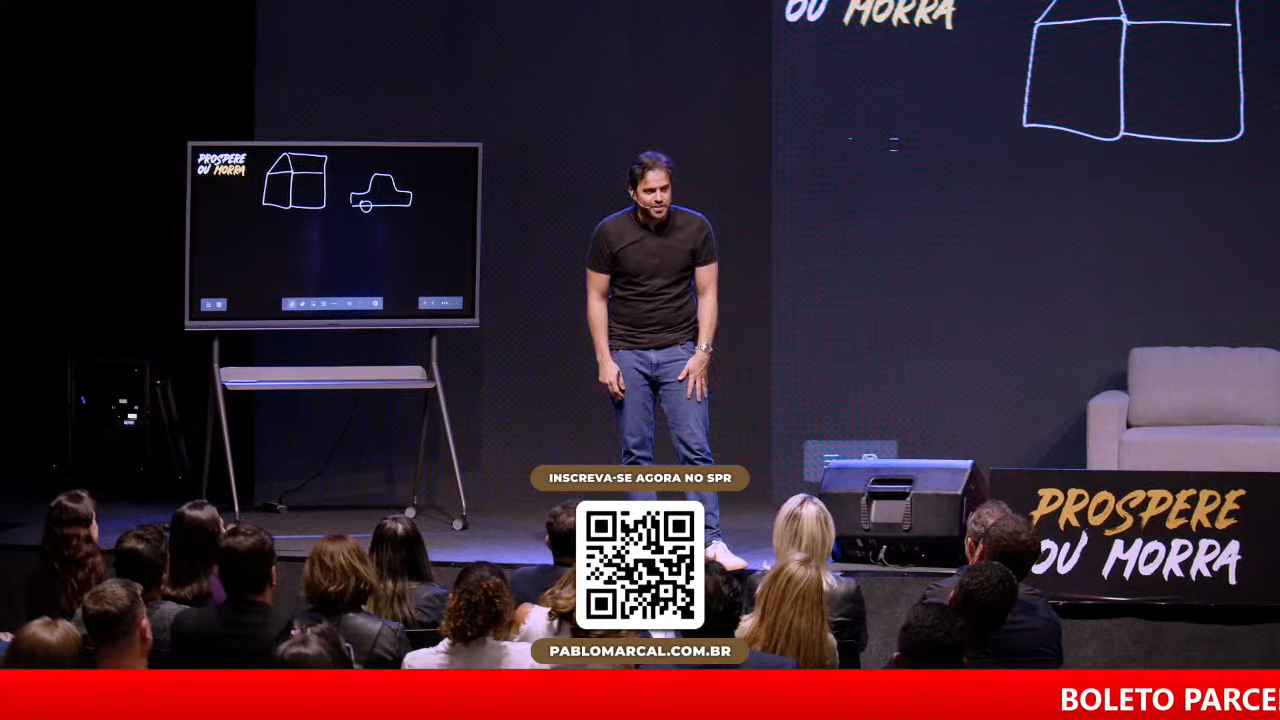 OU MORRA
PROSPERE
OU MORRA
INSCREVA-SE AGORA NO SPR
PROSPERE
OU MORRA
PABLOMARCAL.COM.BR
BOLETO PARCE